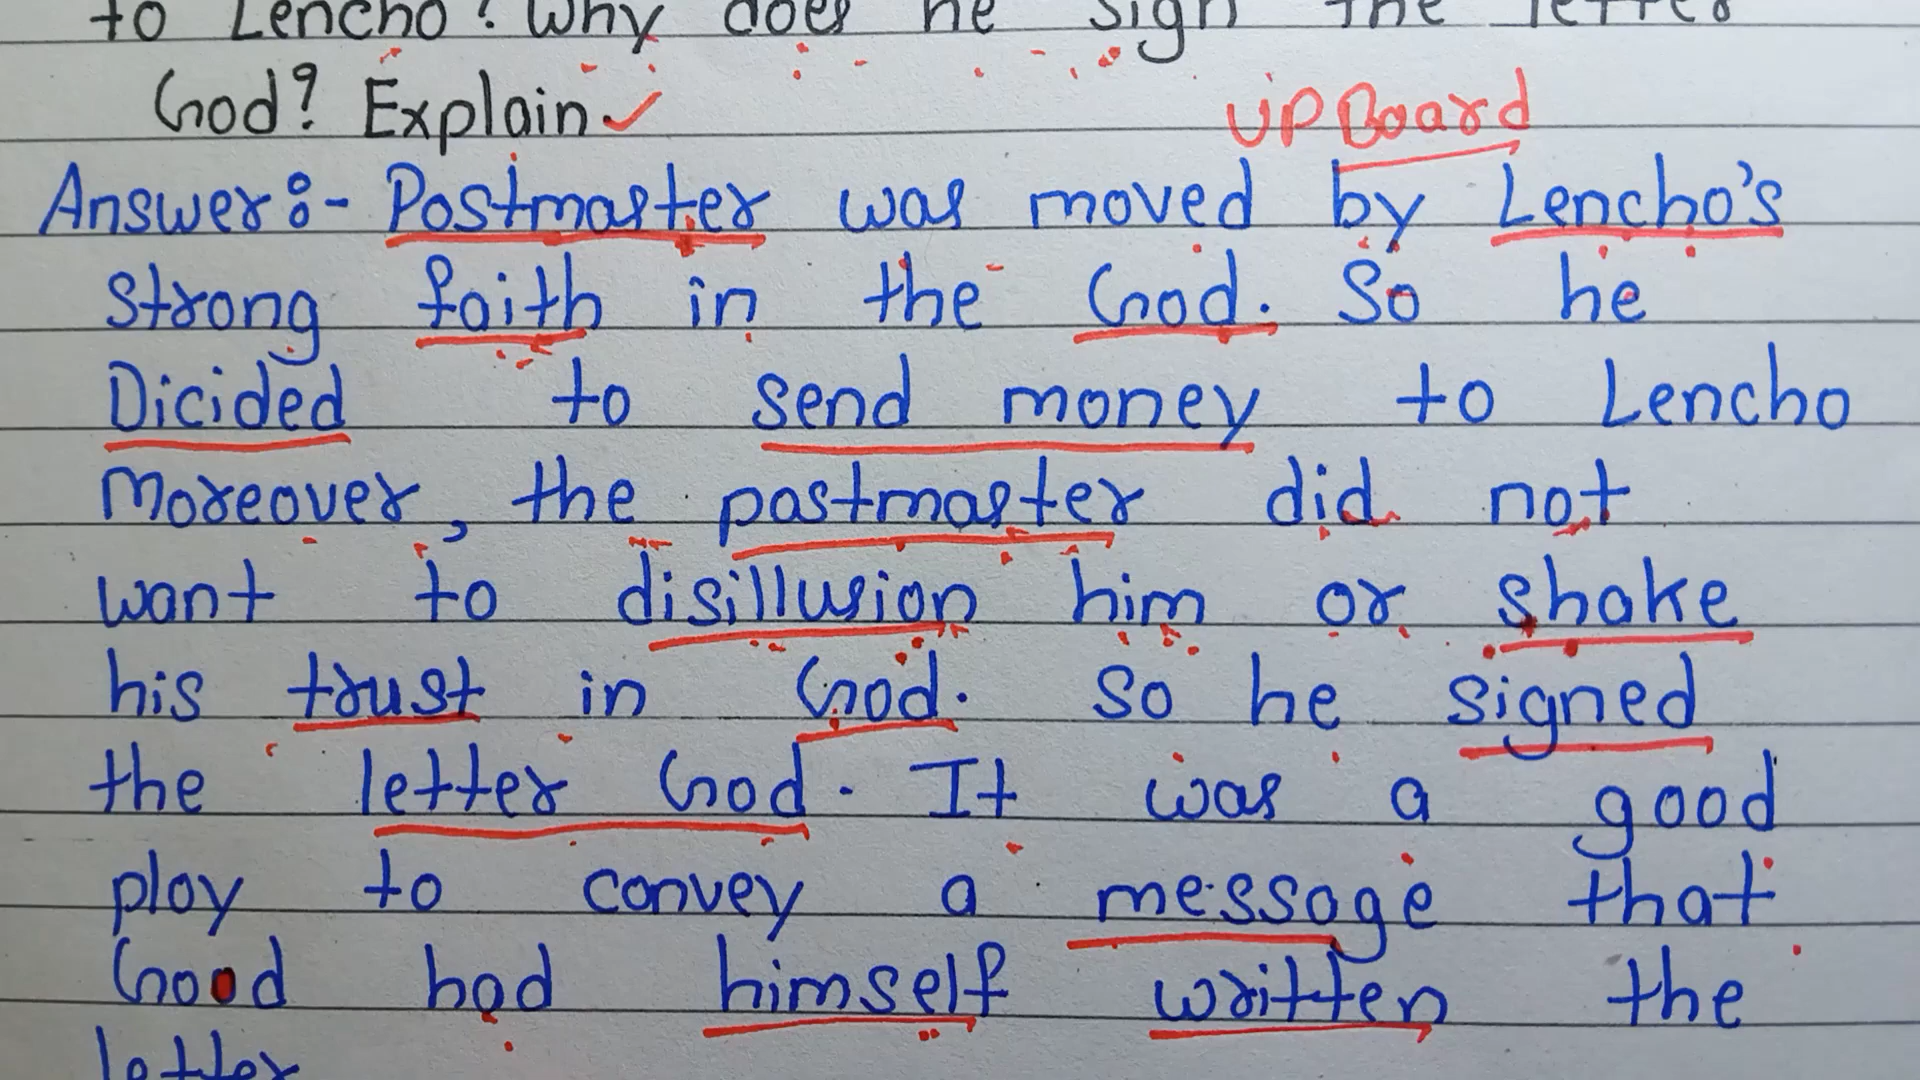 to Lencho? Why does he sign the letter
God? Explain
UP Board
Answer:- Postmaster was moved by Lencho's
strong faith in the God. So he
Dicided to send money to Lencho
Moreover, the postmaster did not
want to disillusion him or shake
his trust in God. So he signed
the letter God. It was a good
ploy to convey a message that
Good had himself written the
letter